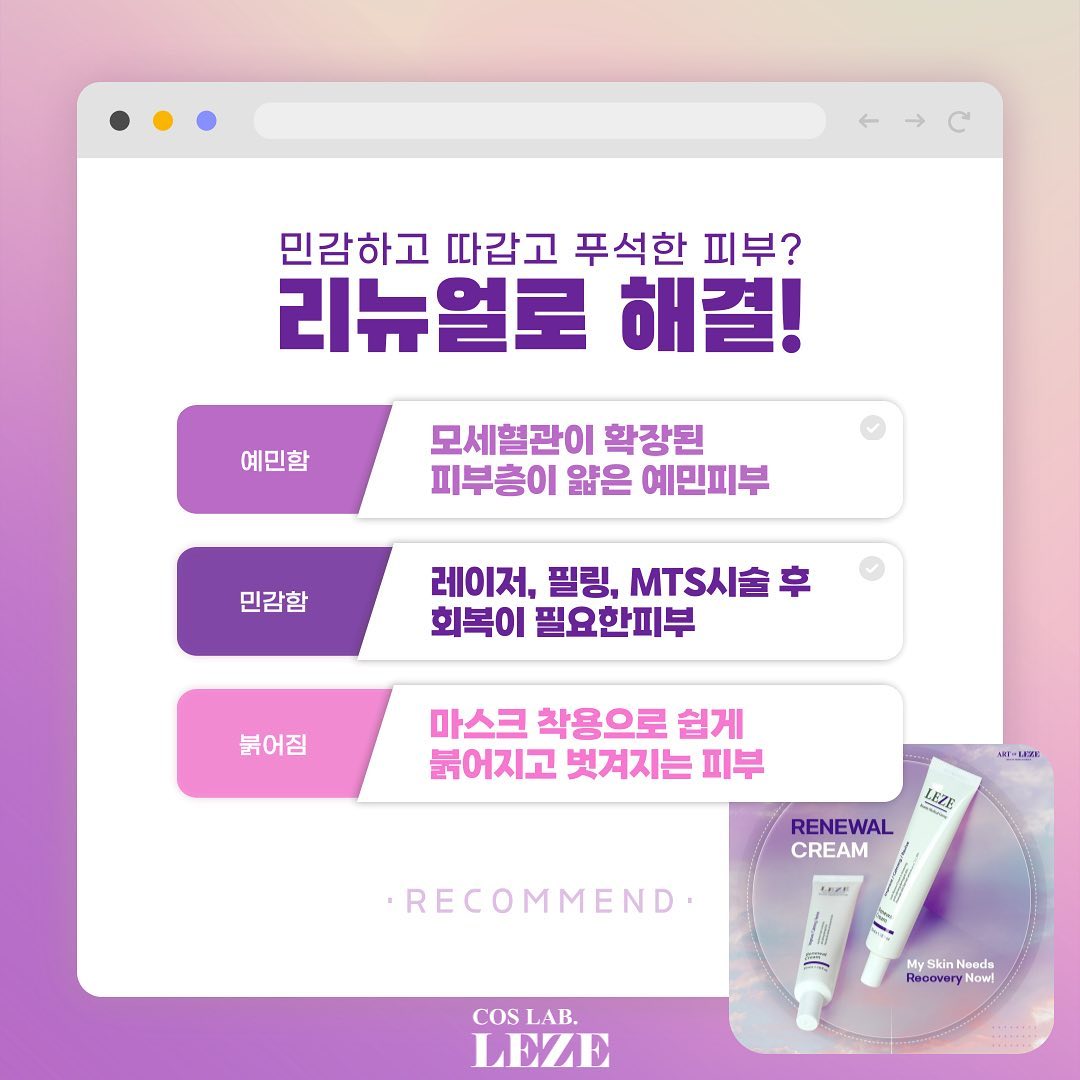 민감하고 따갑고 푸석한 피부?
리뉴얼로 해결!
예민함
모세혈관이 확장된
피부층이 얇은 예민피부
민감함
레이저, 필링, MTS시술 후
회복이 필요한피부
붉어짐
마스크 착용으로 쉽게
붉어지고 벗겨지는 피부
·RECOMMEND·
ART OF LEZE
RENEWAL
CREAM
LEZE
Renewal
Cream
LEZE
Renewal
Cream
My Skin Needs
Recovery Now!
COS LAB.
LEZE